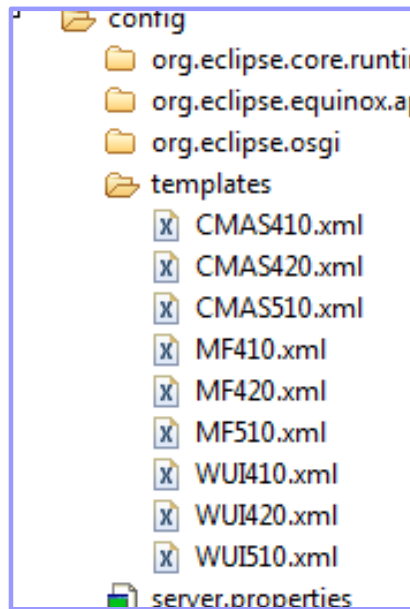 config
org.eclipse.core.runti
org.eclipse.equinox.a
org.eclipse.osgi
templates
CMAS410.xml
CMAS420.xml
CMAS510.xml
MF410.xml
MF420.xml
MF510.xml
WUI410.xml
WUI420.xml
WUI510.xml
server.properties